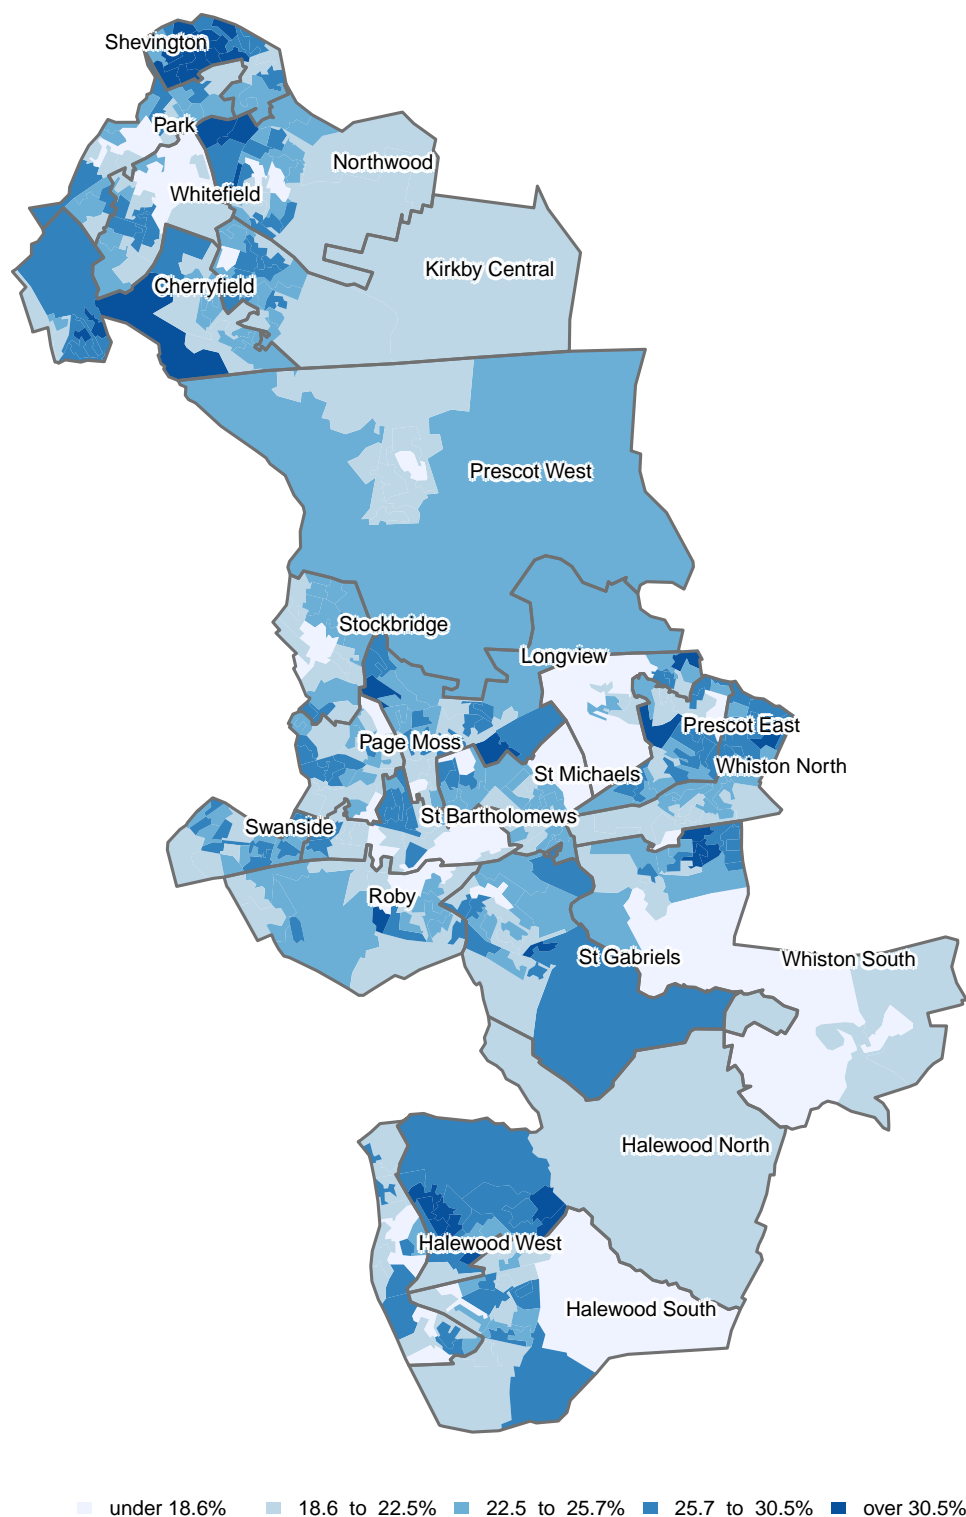 Shevington
Park
Northwood
Whitefield
Kirkby Central
Cherryfield
Prescot West
Stockbridge
Longview
Prescot East
Page Moss
Whiston North
St Michaels
St Bartholomews
Swanside
Roby
St Gabriels
Whiston South
Halewood North
Halewood West
Halewood South
under 18.6% 18.6 to 22.5% 22.5 to 25.7% 25.7 to 30.5% over 30.5%